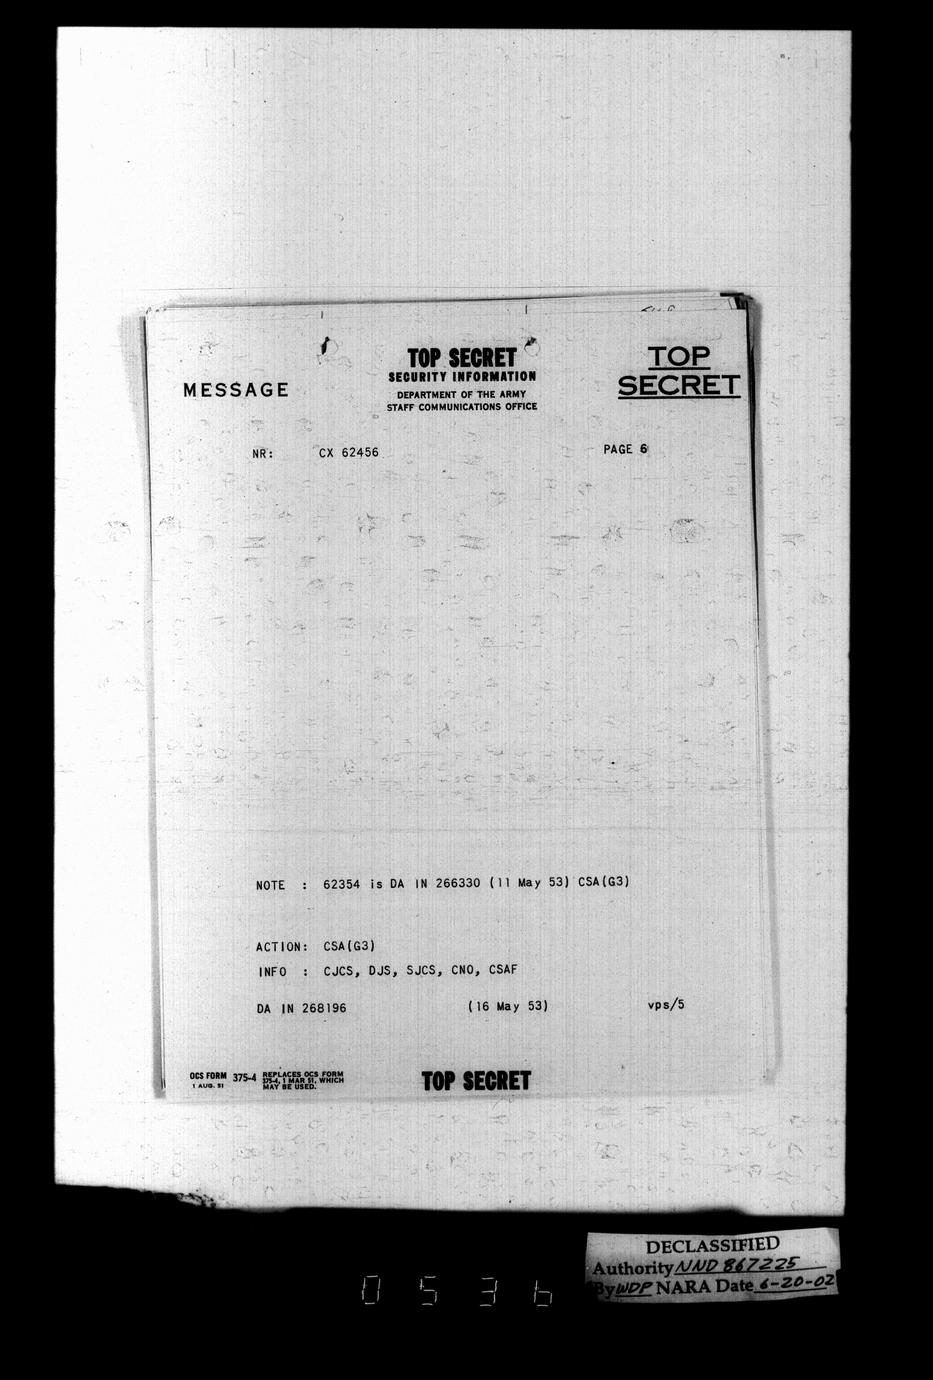 TOP SECRET
SECURITY INFORMATION
DEPARTMENT OF THE ARMY
STAFF COMMUNICATIONS OFFICE
MESSAGE
TOP
SECRET
NR: CX 62456 PAGE 6
NOTE : 62354 is DA IN 266330 (11 May 53) CSA(G3)
ACTION: CSA(G3)
INFO : CJCS, DJS, SJCS, CNO, CSAF
DA IN 268196 (16 May 53) vps/5
OCS FORM 375-4 REPLACES OCS FORM
1 AUG. 51 375-4, 1 MAR 51, WHICH
MAY BE USED.
TOP SECRET
DECLASSIFIED
Authority NND 867225
By WDP NARA Date 6-20-02
0536